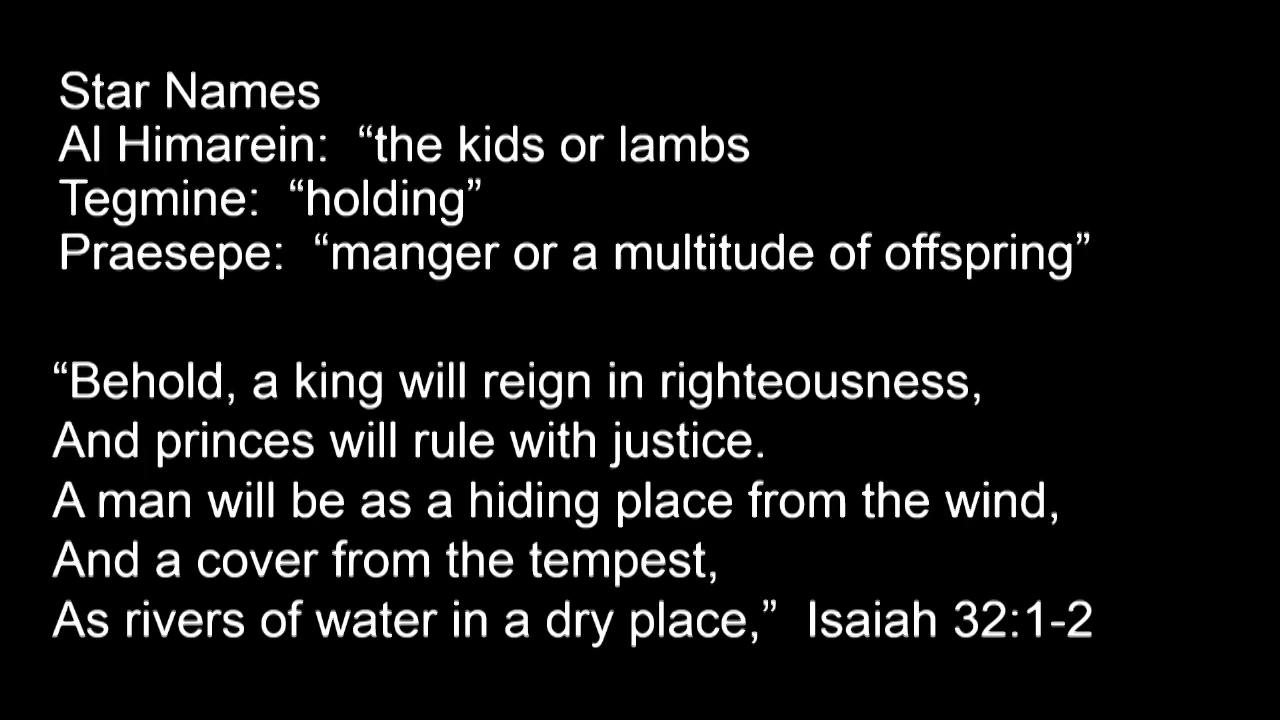 Star Names
Al Himarein:  “the kids or lambs
Tegmine:  “holding”
Praesepe:  “manger or a multitude of offspring”
“Behold, a king will reign in righteousness,
And princes will rule with justice.
A man will be as a hiding place from the wind,
And a cover from the tempest,
As rivers of water in a dry place,”  Isaiah 32:1-2